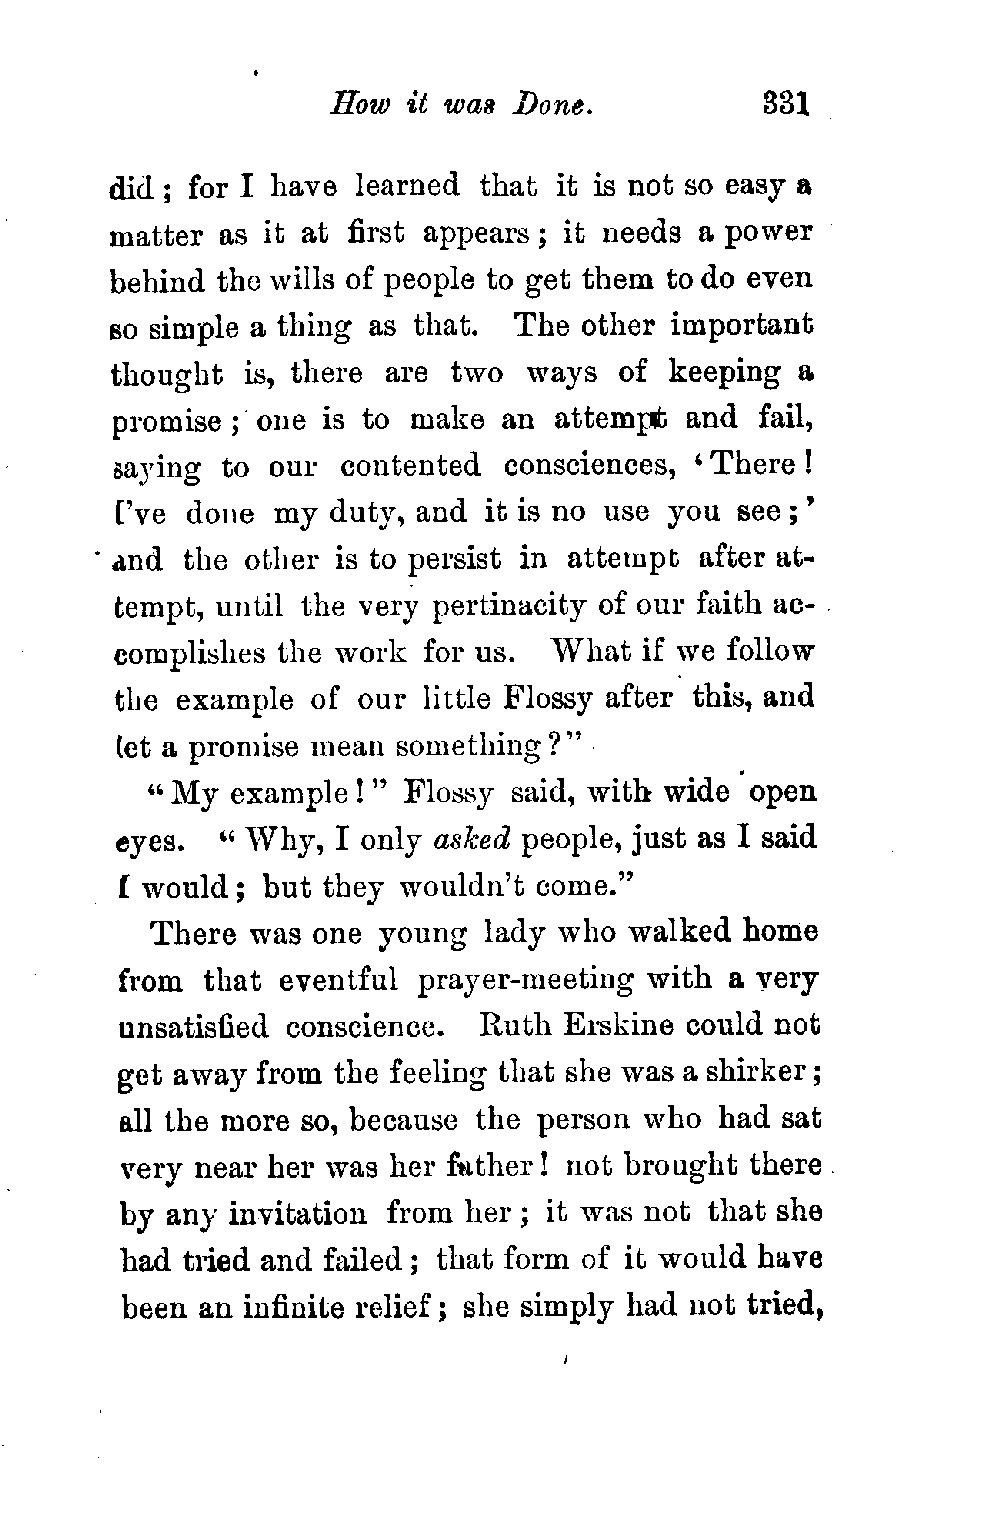 How it was Done. 331
did; for I have learned that it is not so easy a
matter as it at first appears; it needs a power
behind the wills of people to get them to do even
so simple a thing as that. The other important
thought is, there are two ways of keeping a
promise; one is to make an attempt and fail,
saying to our contented consciences, ‘There!
I’ve done my duty, and it is no use you see;’
and the other is to persist in attempt after at-
tempt, until the very pertinacity of our faith ac-
complishes the work for us. What if we follow
the example of our little Flossy after this, and
let a promise mean something?”
“My example!” Flossy said, with wide open
eyes. “Why, I only asked people, just as I said
I would; but they wouldn’t come.”
There was one young lady who walked home
from that eventful prayer-meeting with a very
unsatisfied conscience. Ruth Erskine could not
get away from the feeling that she was a shirker;
all the more so, because the person who had sat
very near her was her father! not brought there
by any invitation from her; it was not that she
had tried and failed; that form of it would have
been an infinite relief; she simply had not tried,